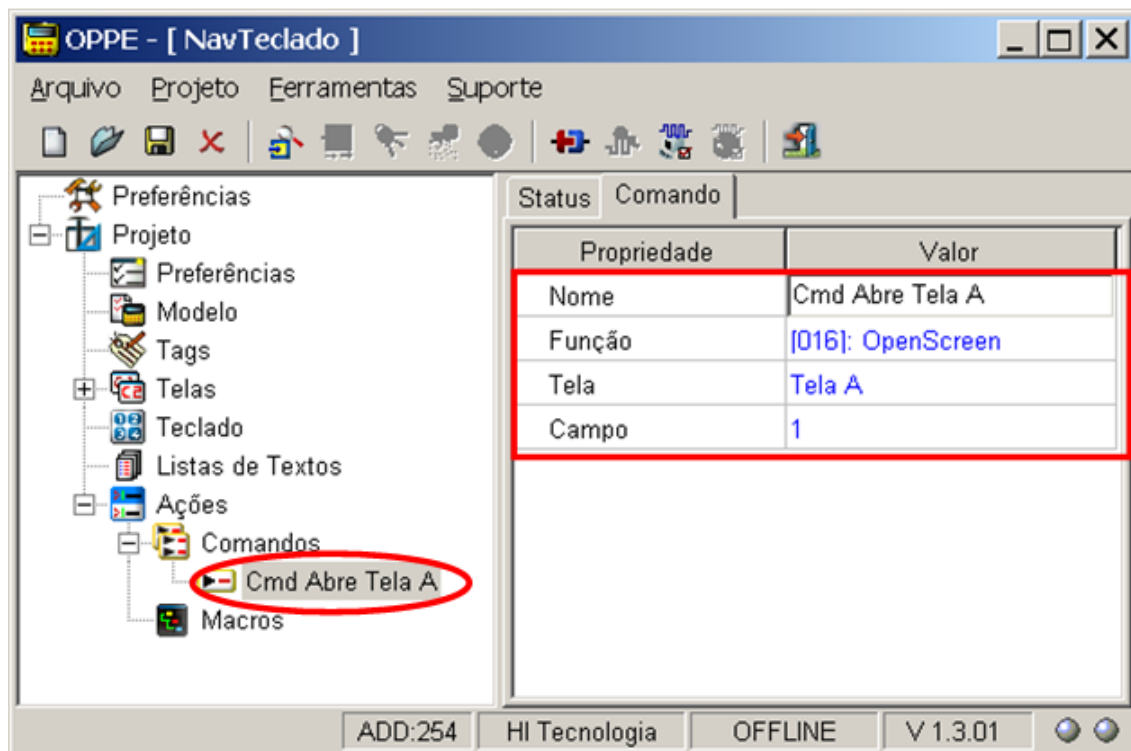 OPPE - [ NavTeclado ]
Arquivo Projeto Ferramentas Suporte
Preferências
Projeto
Preferências
Modelo
Tags
Telas
Teclado
Listas de Textos
Ações
Comandos
Cmd Abre Tela A
Macros
Status Comando
Propriedade Valor
Nome Cmd Abre Tela A
Função [016]: OpenScreen
Tela Tela A
Campo 1
ADD:254 HI Tecnologia OFFLINE V 1.3.01